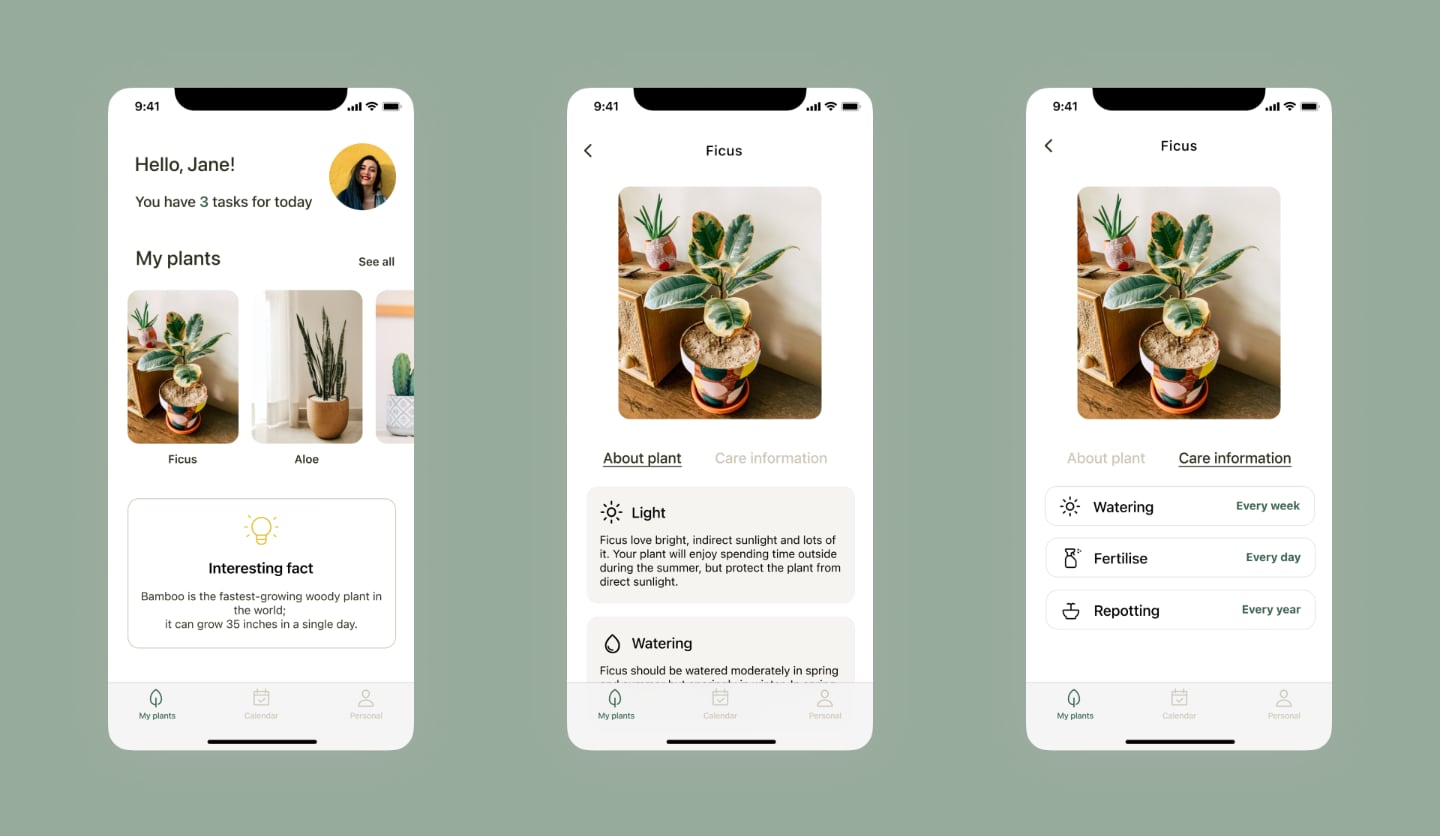 9:41
Hello, Jane!
You have 3 tasks for today
My plants
See all
Ficus
Aloe
Interesting fact
Bamboo is the fastest-growing woody plant in
the world;
it can grow 35 inches in a single day.
My plants
Calendar
Personal
9:41
Ficus
About plant
Care information
Light
Ficus love bright, indirect sunlight and lots of
it. Your plant will enjoy spending time outside
during the summer, but protect the plant from
direct sunlight.
Watering
Ficus should be watered moderately in spring
My plants
Calendar
Personal
9:41
Ficus
About plant
Care information
Watering
Every week
Fertilise
Every day
Repotting
Every year
My plants
Calendar
Personal